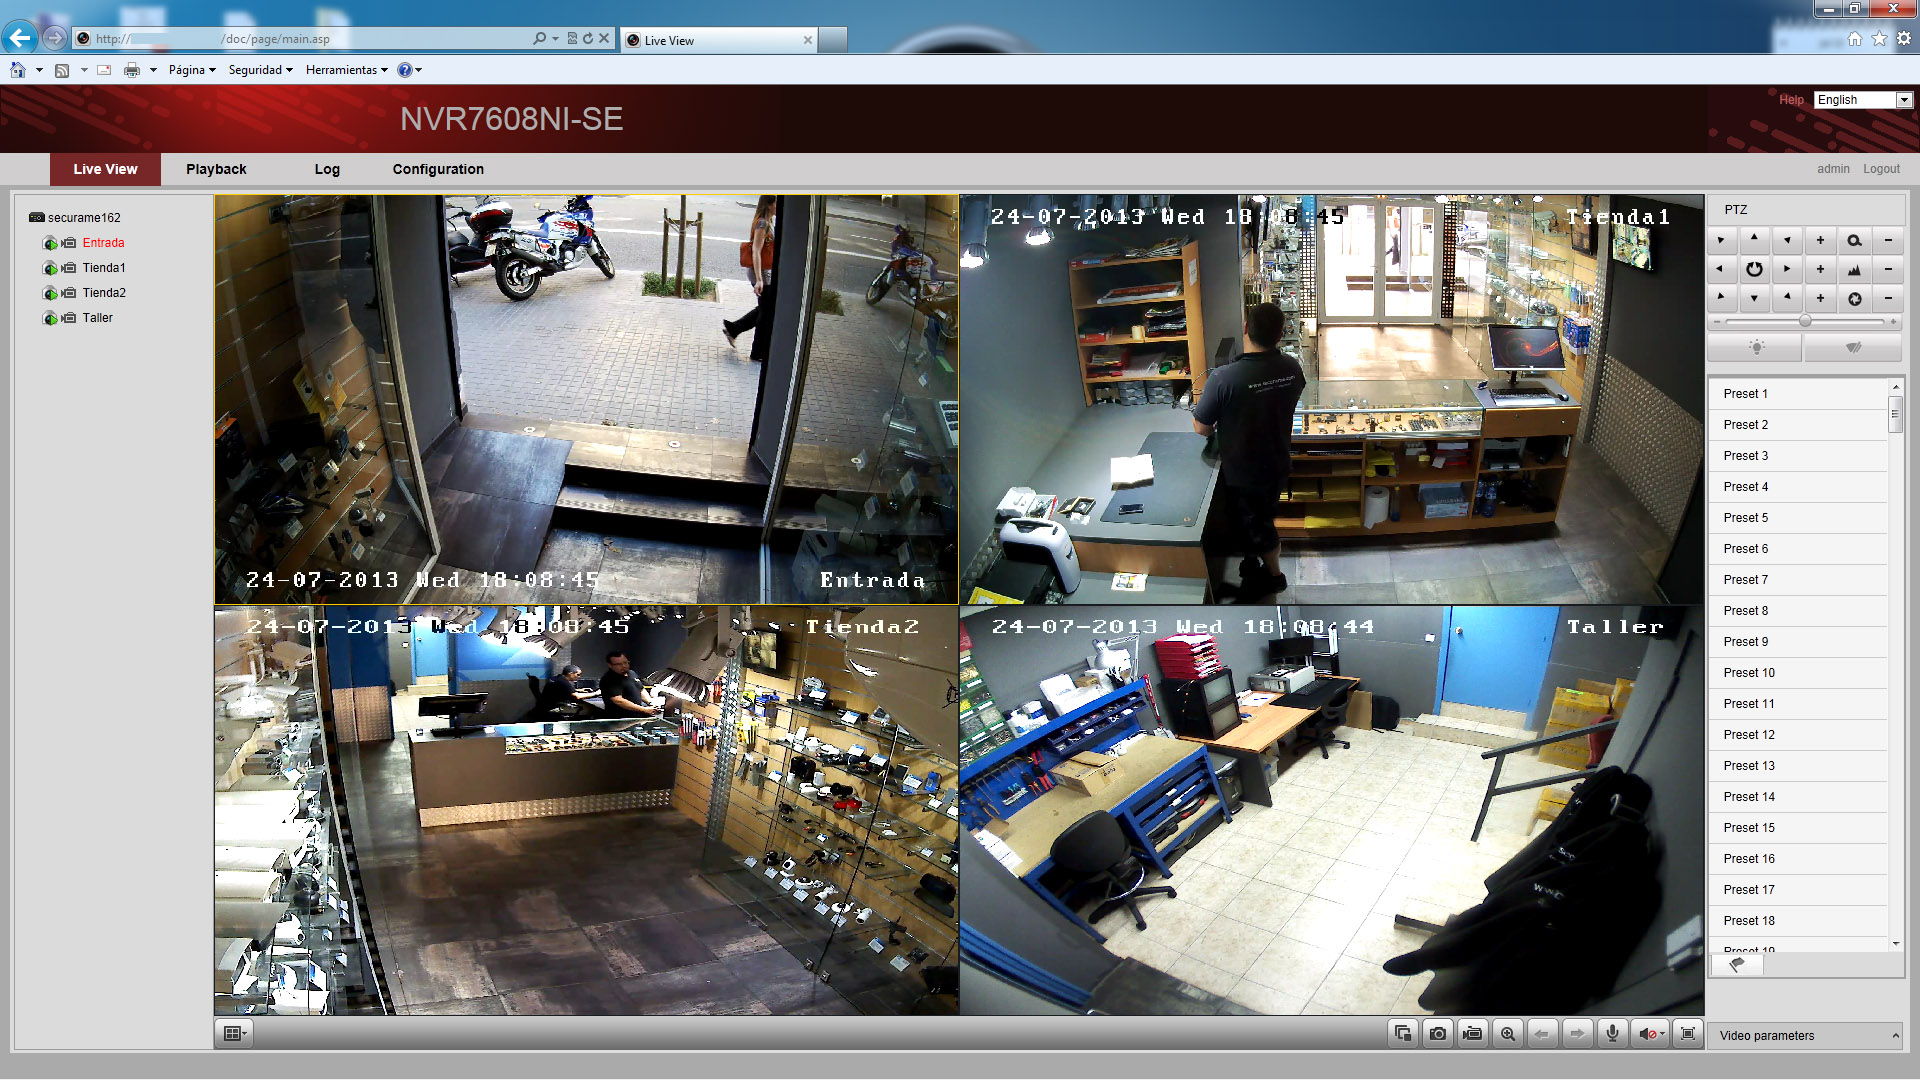 http://
/doc/page/main.asp
Live View
Página
Seguridad
Herramientas
NVR7608NI-SE
Help
English
Live View
Playback
Log
Configuration
admin
Logout
securame162
Entrada
Tienda1
Tienda2
Taller
24-07-2013 Wed 18:08:45
Entrada
24-07-2013 Wed 18:08:45
Tienda1
24-07-2013 Wed 18:08:45
Tienda2
24-07-2013 Wed 18:08:44
Taller
PTZ
Preset 1
Preset 2
Preset 3
Preset 4
Preset 5
Preset 6
Preset 7
Preset 8
Preset 9
Preset 10
Preset 11
Preset 12
Preset 13
Preset 14
Preset 15
Preset 16
Preset 17
Preset 18
Preset 19
Video parameters